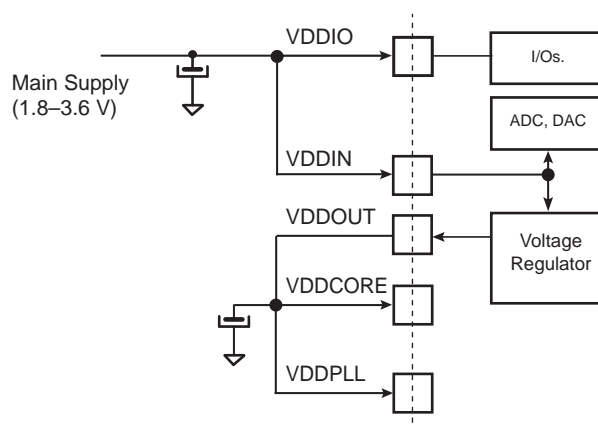 VDDIO
I/Os.
Main Supply
(1.8–3.6 V)
ADC, DAC
VDDIN
VDDOUT
Voltage
Regulator
VDDCORE
VDDPLL